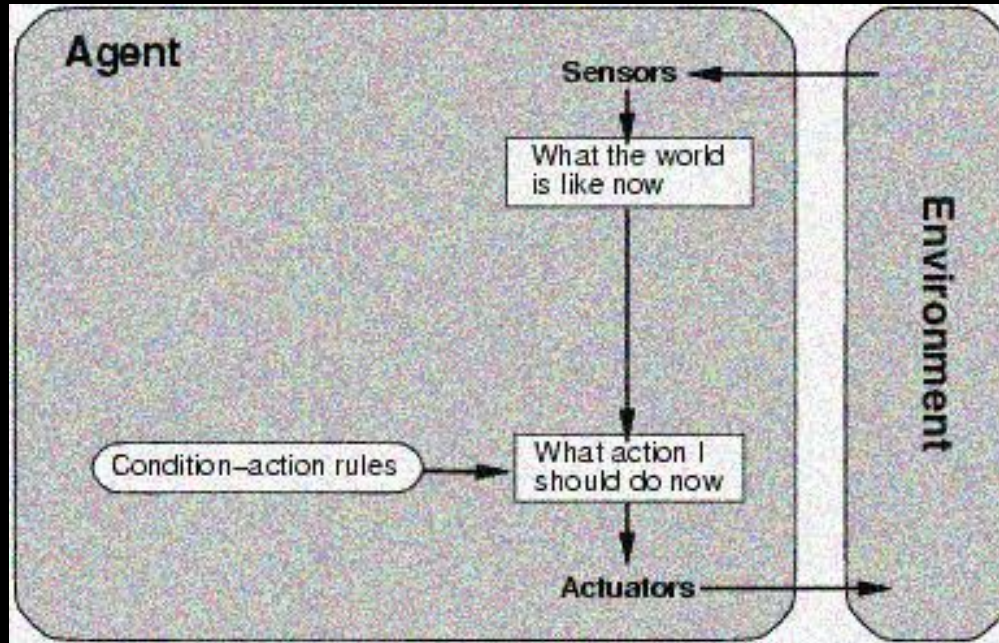 Agent
Sensors
What the world
is like now
Environment
Condition–action rules
What action I
should do now
Actuators